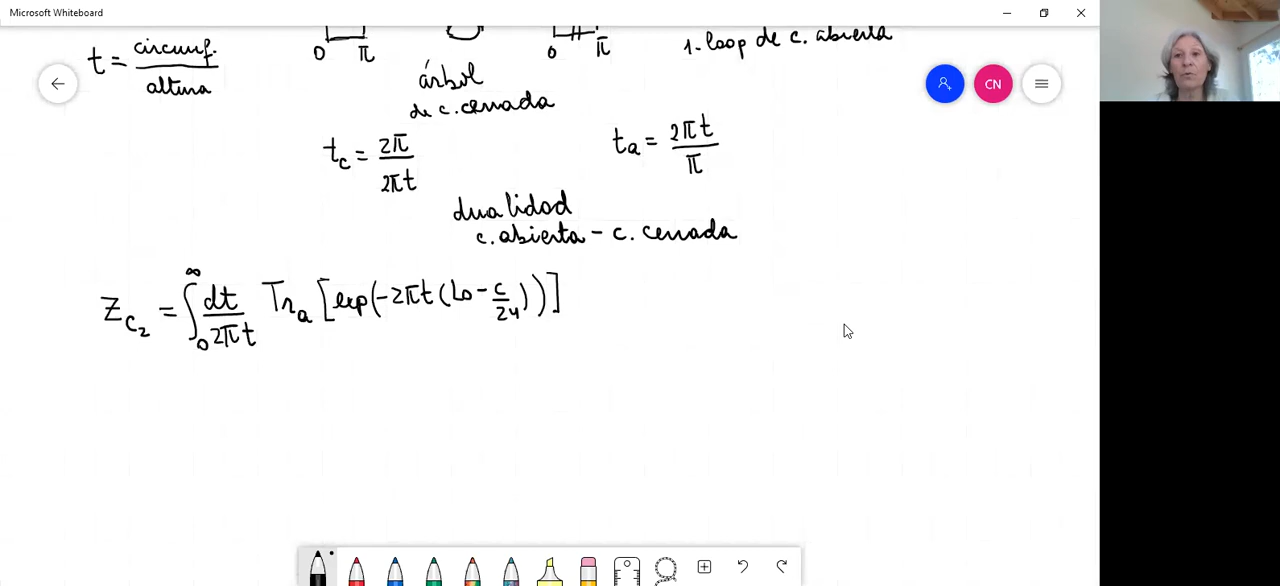 Microsoft Whiteboard
t = circunf. / altura
0 π
0 π
1-loop de c. abierta
árbol
de c. cerrada
t_c = 2π / 2πt
t_a = 2πt / π
dualidad
c. abierta - c. cerrada
Z_{C_2} = ∫_0^∞ dt / 2πt Tr_a [exp(-2πt(L0 - c/24))]
CN